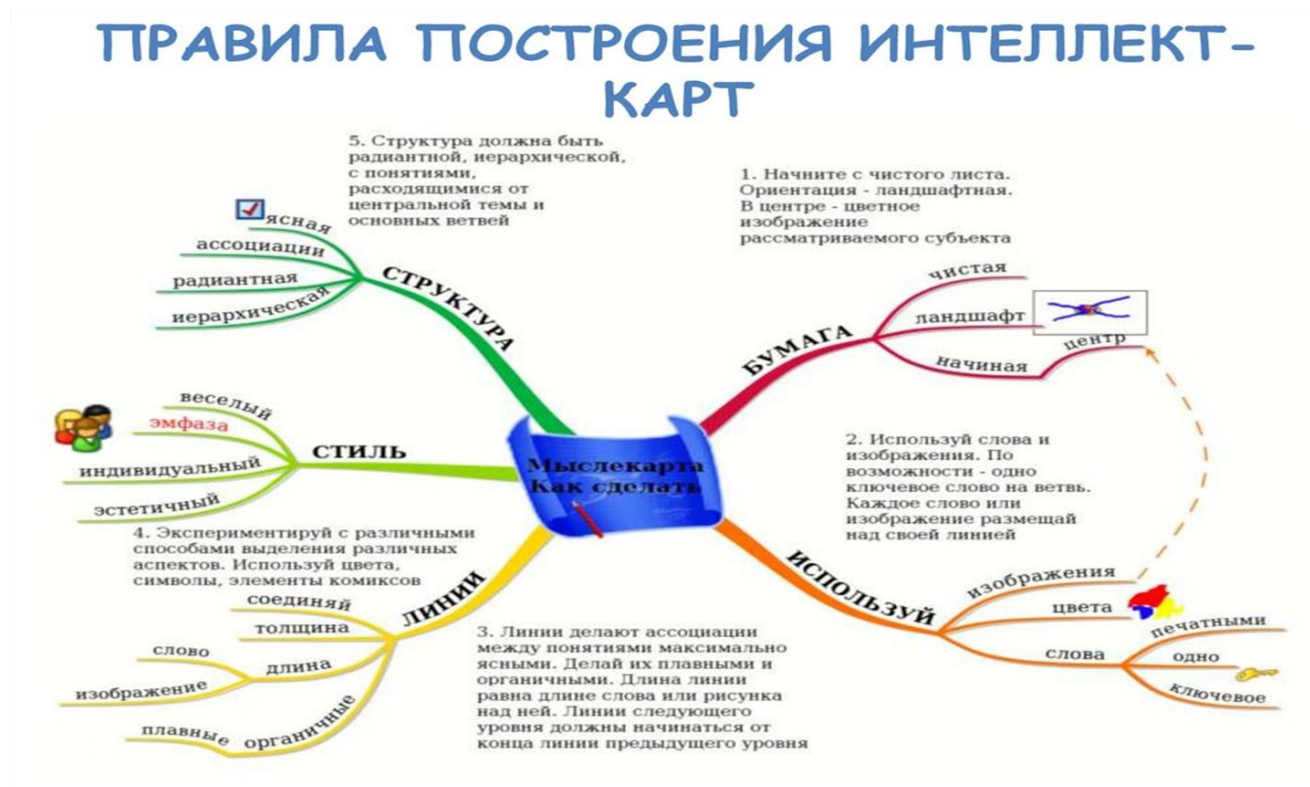 ПРАВИЛА ПОСТРОЕНИЯ ИНТЕЛЛЕКТ-
КАРТ
5. Структура должна быть
радиантной, иерархической,
с понятиями,
расходящимися от
центральной темы и
основных ветвей
1. Начните с чистого листа.
Ориентация - ландшафтная.
В центре - цветное
изображение
рассматриваемого субъекта
ясная
ассоциации
радиантная
иерархическая
СТРУКТУРА
БУМАГА
чистая
ландшафт
начиная
центр
веселый
эмфаза
индивидуальный
эстетичный
СТИЛЬ
Мыслекарта
Как сделать
2. Используй слова и
изображения. По
возможности - одно
ключевое слово на ветвь.
Каждое слово или
изображение размещай
над своей линией
4. Экспериментируй с различными
способами выделения различных
аспектов. Используй цвета,
символы, элементы комиксов
ЛИНИИ
соединяй
толщина
длина
слово
изображение
органичные
плавные
3. Линии делают ассоциации
между понятиями максимально
ясными. Делай их плавными и
органичными. Длина линии
равна длине слова или рисунка
над ней. Линии следующего
уровня должны начинаться от
конца линии предыдущего уровня
ИСПОЛЬЗУЙ
изображения
цвета
слова
печатными
одно
ключевое